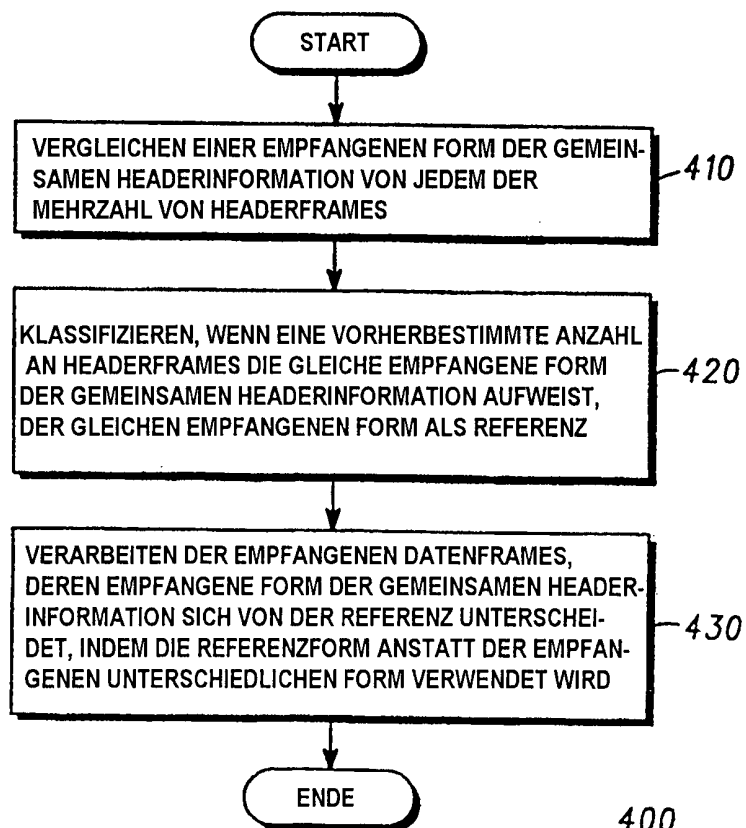 START
VERGLEICHEN EINER EMPFANGENEN FORM DER GEMEIN-
SAMEN HEADERINFORMATION VON JEDEM DER
MEHRZAHL VON HEADERFRAMES
410
KLASSIFIZIEREN, WENN EINE VORHERBESTIMMTE ANZAHL
AN HEADERFRAMES DIE GLEICHE EMPFANGENE FORM
DER GEMEINSAMEN HEADERINFORMATION AUFWEIST,
DER GLEICHEN EMPFANGENEN FORM ALS REFERENZ
420
VERARBEITEN DER EMPFANGENEN DATENFRAMES,
DEREN EMPFANGENE FORM DER GEMEINSAMEN HEADER-
INFORMATION SICH VON DER REFERENZ UNTERSCHEI-
DET, INDEM DIE REFERENZFORM ANSTATT DER EMPFAN-
GENEN UNTERSCHIEDLICHEN FORM VERWENDET WIRD
430
ENDE
400